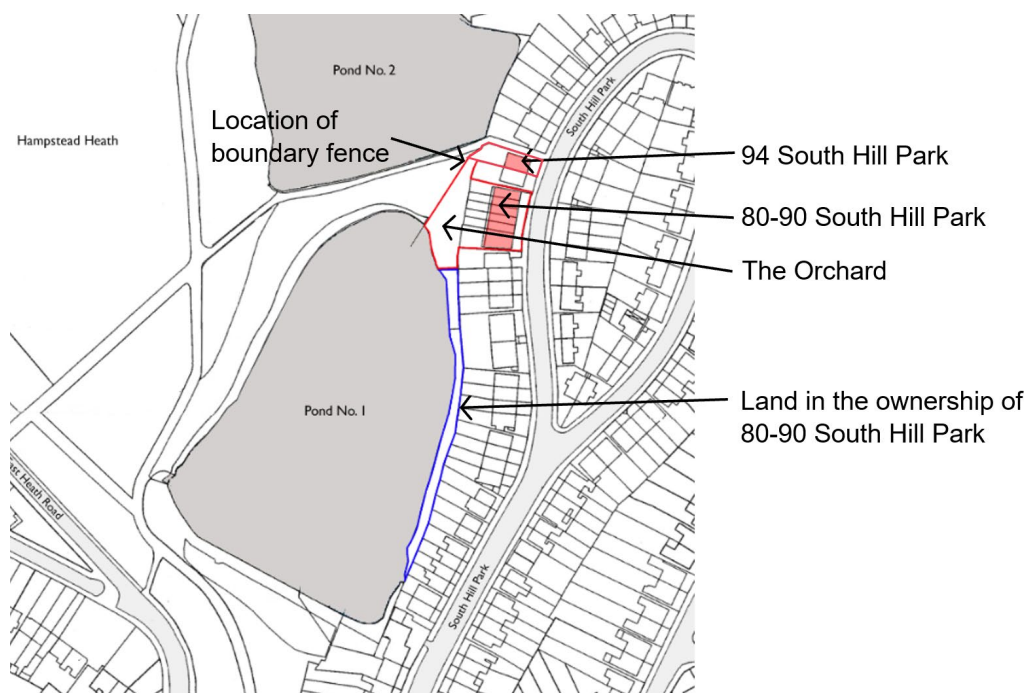 Pond No. 2
Hampstead Heath
Location of
boundary fence
South Hill Park
94 South Hill Park
80-90 South Hill Park
The Orchard
Pond No. 1
Land in the ownership of
80-90 South Hill Park
ast Heath Road
South Hill Park